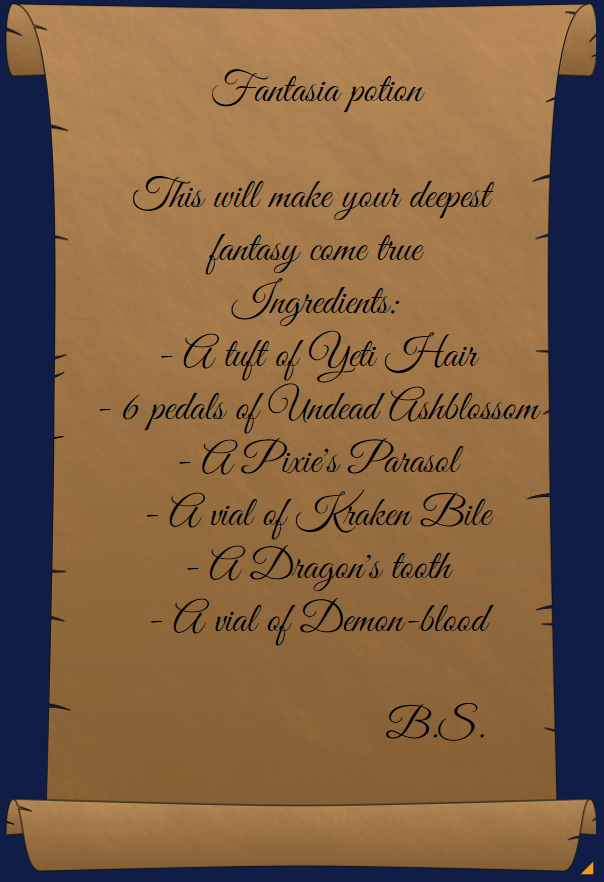 Fantasia potion
This will make your deepest
fantasy come true
Ingredients:
- A tuft of Yeti Hair
- 6 pedals of Undead Ashblossom
- A Pixie's Parasol
- A vial of Kraken Bile
- A Dragon's tooth
- A vial of Demon-blood
B.S.